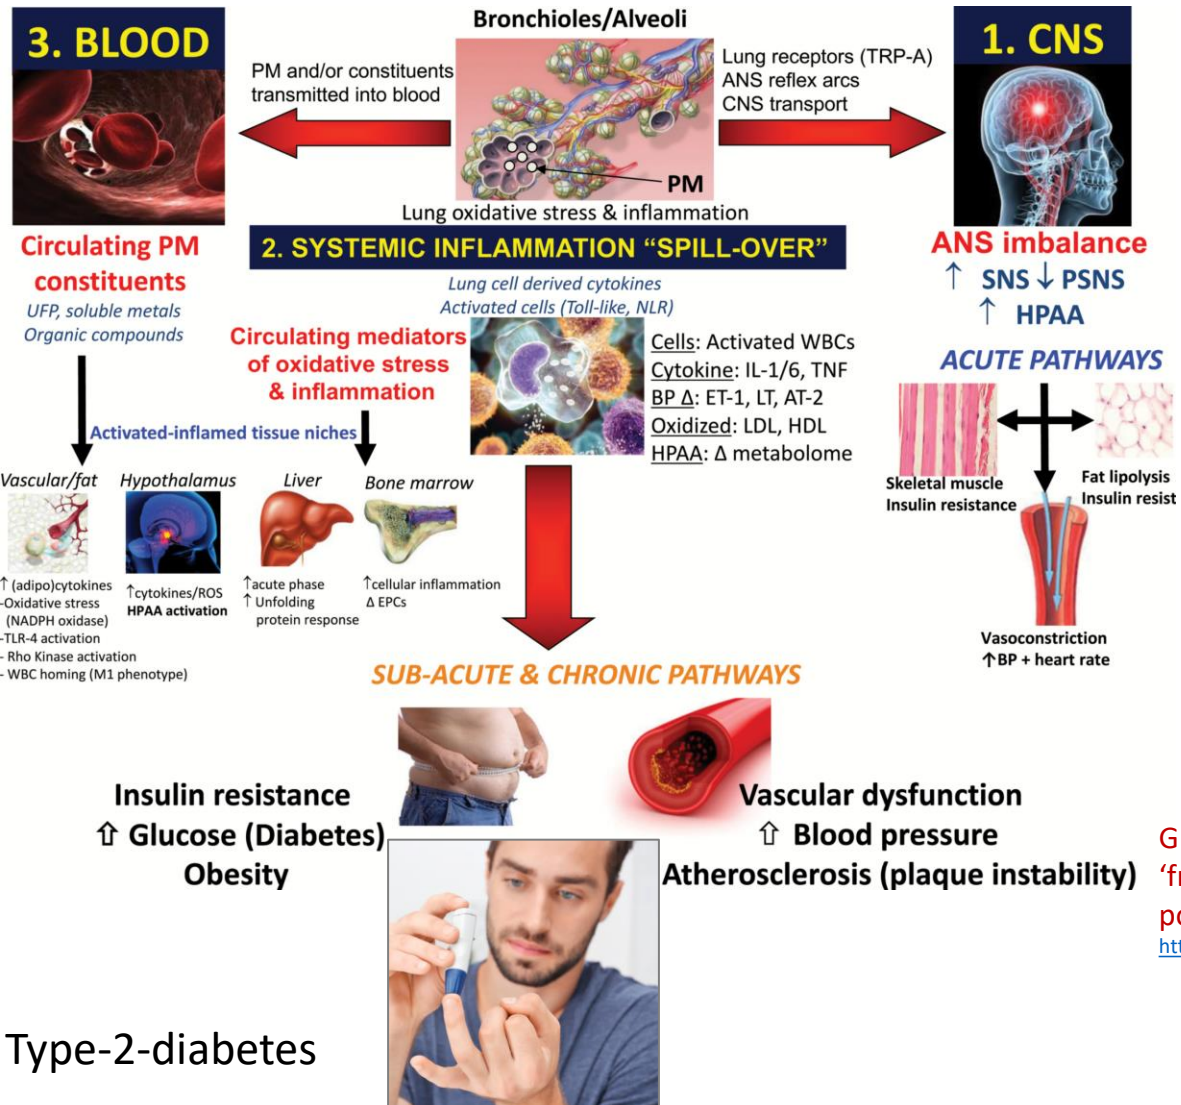 Bronchioles/Alveoli
3. BLOOD
PM and/or constituents
transmitted into blood
Lung receptors (TRP-A)
ANS reflex arcs
CNS transport
1. CNS
PM
Lung oxidative stress & inflammation
2. SYSTEMIC INFLAMMATION “SPILL-OVER”
Lung cell derived cytokines
Activated cells (Toll-like, NLR)
Circulating PM
constituents
UFP, soluble metals
Organic compounds
Circulating mediators
of oxidative stress
& inflammation
Cells: Activated WBCs
Cytokine: IL-1/6, TNF
BP Δ: ET-1, LT, AT-2
Oxidized: LDL, HDL
HPAA: Δ metabolome
ANS imbalance
↑ SNS ↓ PSNS
↑ HPAA
ACUTE PATHWAYS
Skeletal muscle
Insulin resistance
Fat lipolysis
Insulin resist
Vasoconstriction
↑BP + heart rate
Activated-inflamed tissue niches
Vascular/fat
↑ (adipo)cytokines
-Oxidative stress
(NADPH oxidase)
-TLR-4 activation
- Rho Kinase activation
- WBC homing (M1 phenotype)
Hypothalamus
↑cytokines/ROS
HPAA activation
Liver
↑acute phase
↑ Unfolding
protein response
Bone marrow
↑cellular inflammation
Δ EPCs
SUB-ACUTE & CHRONIC PATHWAYS
Insulin resistance
⇧ Glucose (Diabetes)
Obesity
Vascular dysfunction
⇧ Blood pressure
Atherosclerosis (plaque instability)
G
‘fr
po
htt
Type-2-diabetes